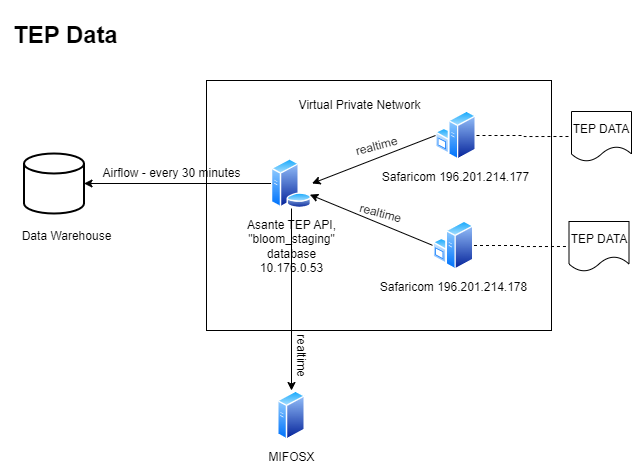 TEP Data
Virtual Private Network
realtime
TEP DATA
Airflow - every 30 minutes
Safaricom 196.201.214.177
realtime
Data Warehouse
Asante TEP API,
"bloom_staging"
database
10.176.0.53
TEP DATA
Safaricom 196.201.214.178
realtime
MIFOSX